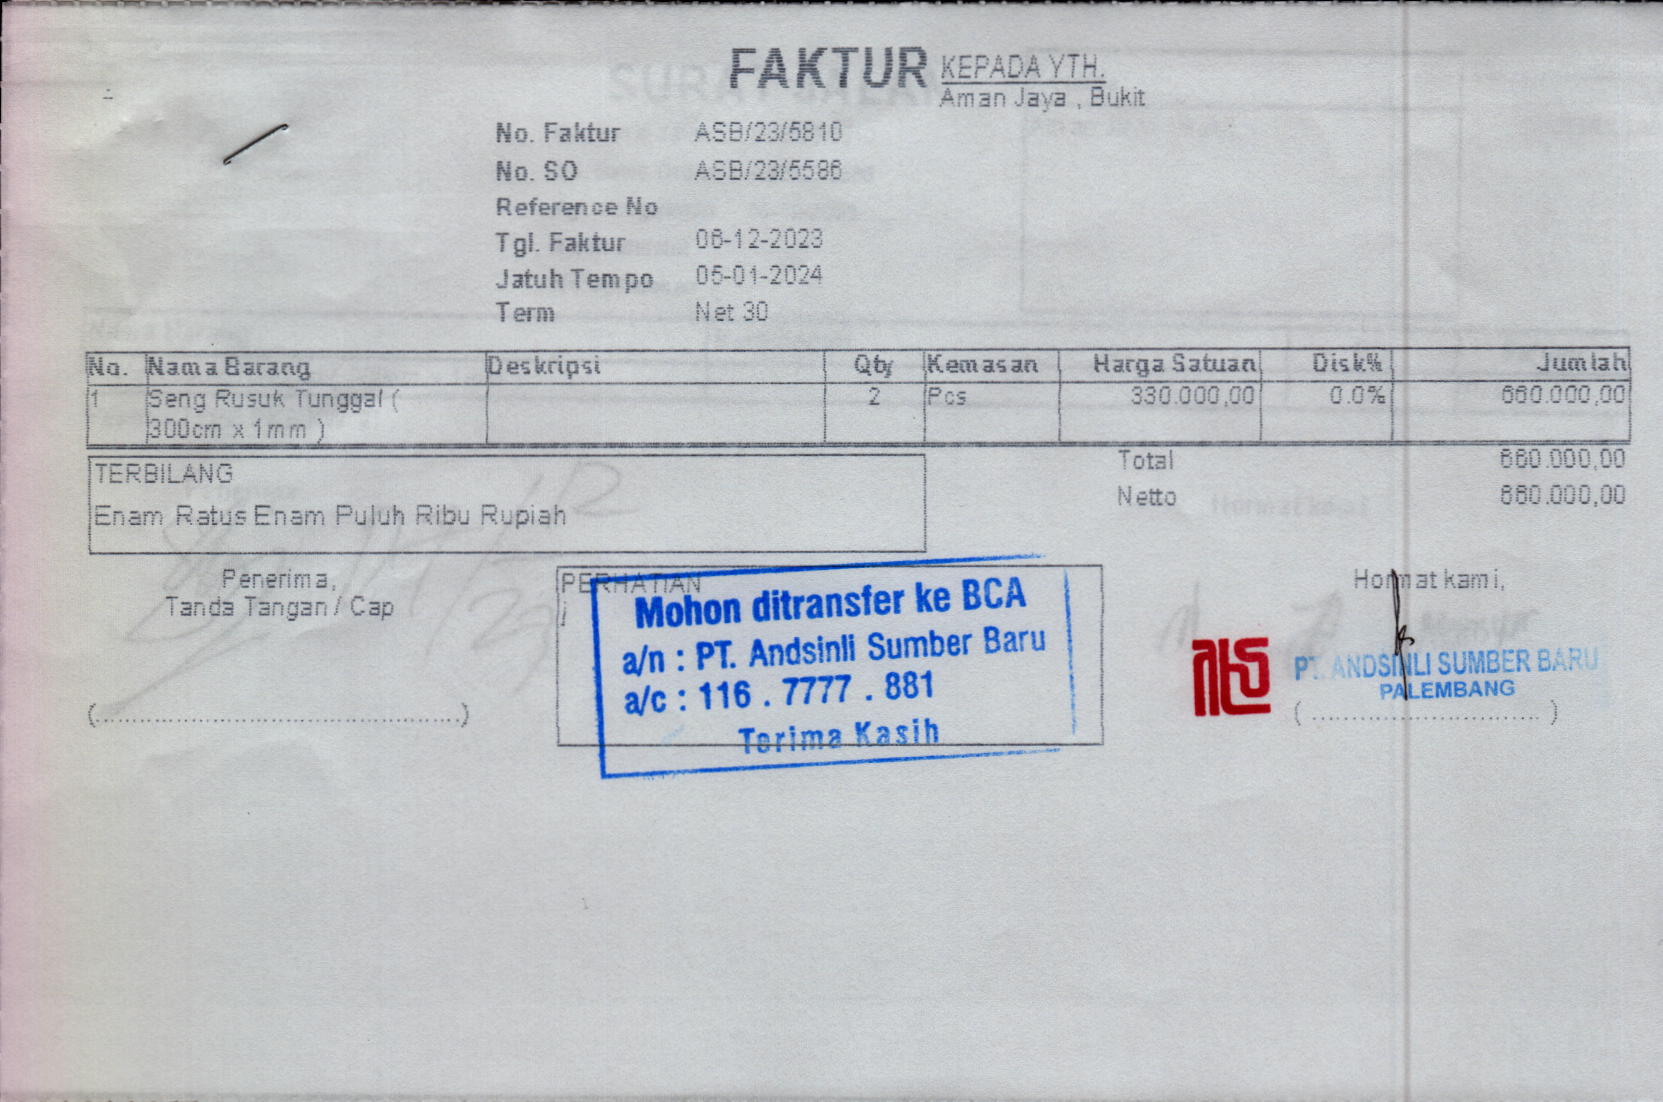 FAKTUR
KEPADA YTH.
Aman Jaya , Bukit
No. Faktur ASB/23/5810
No. SO ASB/23/5586
Reference No
Tgl. Faktur 06-12-2023
Jatuh Tempo 05-01-2024
Term Net 30
No. Nama Barang Deskripsi Qty Kemasan Harga Satuan Disk% Jumlah
1 Seng Rusuk Tunggal ( 2 Pcs 330.000,00 0.0% 660.000,00
300cm x 1mm )
TERBILANG Total 660.000,00
Enam Ratus Enam Puluh Ribu Rupiah Netto 660.000,00
Penerima,
Tanda Tangan / Cap
(................................................)
PERHATIAN
Mohon ditransfer ke BCA
a/n : PT. Andsinli Sumber Baru
a/c : 116 . 7777 . 881
Terima Kasih
Hormat kami,
PT. ANDSINLI SUMBER BARU
PALEMBANG
( .............................. )